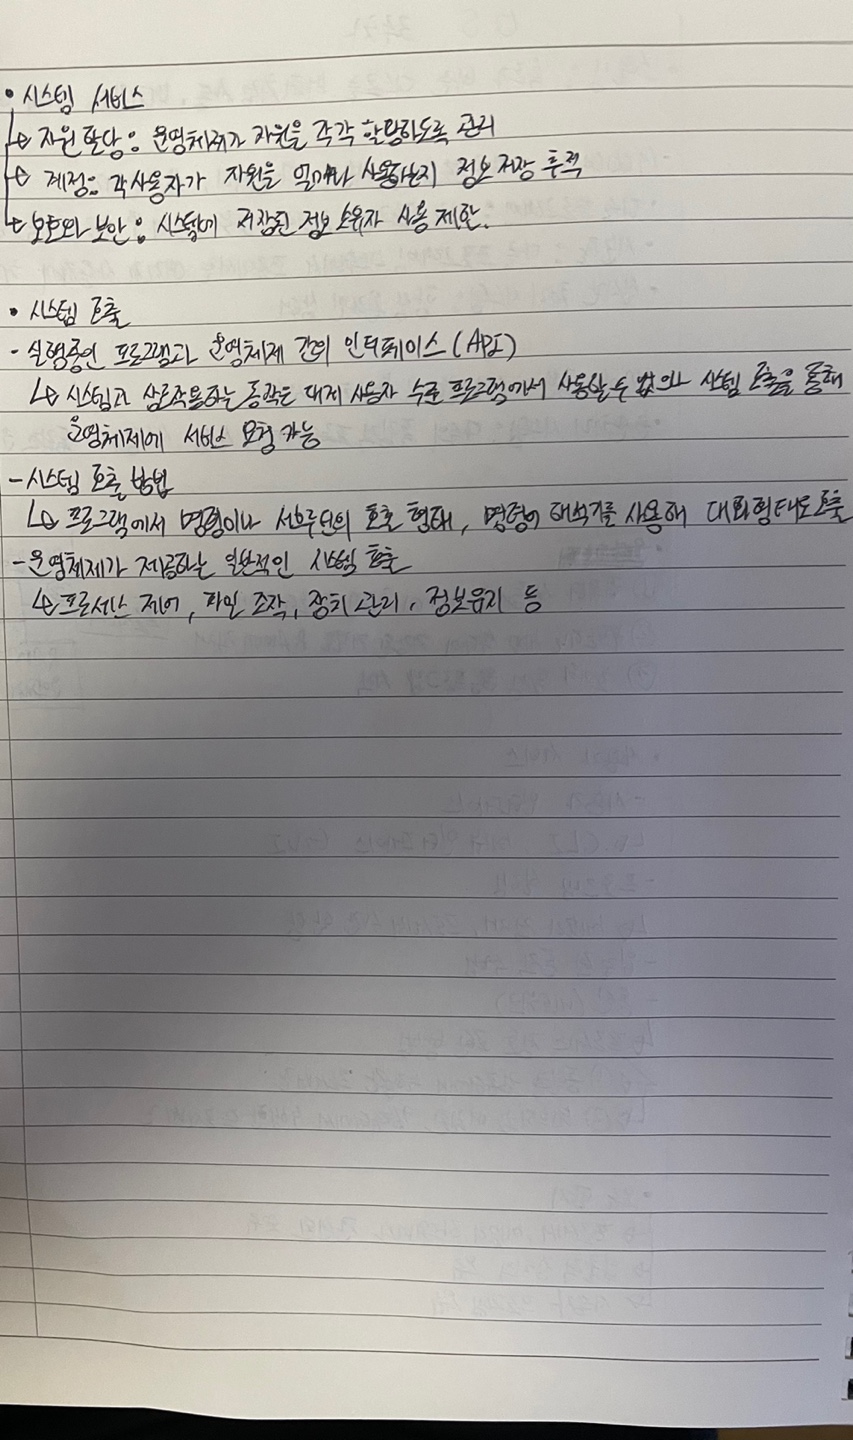 • 시스템 서비스
↳ 자원 할당 : 운영체제가 자원을 각각 할당하도록 관리
↳ 계정 : 각 사용자가 자원을 얼마나 사용하는지 정보 저장 추적
↳ 보호와 보안 : 시스템에 저장된 정보 소유자 사용 제한.
• 시스템 호출
- 실행중인 프로그램과 운영체제 간의 인터페이스 (API)
↳ 시스템과 상호작용하는 동작은 대게 사용자 수준 프로그램에서 사용할 수 없으며 시스템 호출을 통해
운영체제에 서비스 요청 가능
- 시스템 호출 방법
↳ 프로그램에서 명령이나 서브루틴의 호출 형태, 명령어 해석기를 사용해 대화형태로 호출
- 운영체제가 제공하는 일반적인 시스템 호출
↳ 프로세스 제어, 파일 조작, 장치 관리, 정보유지 등